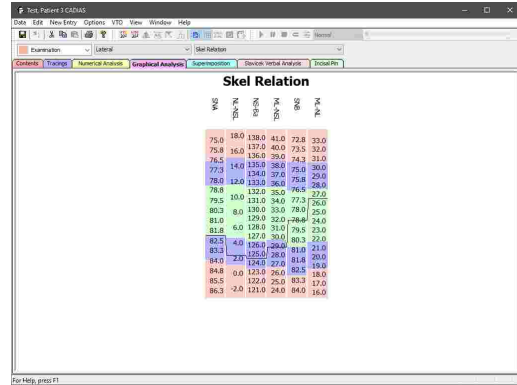 Test, Patient 3 CADIAS
Data Edit New Entry Options VTO View Window Help
Normal
Examination Lateral Skel Relation
Contents Tracings Numerical Analysis Graphical Analysis Superimposition Slavicek Verbal Analysis Incisal Pin
Skel Relation
SNA NL-NSL NS-Ba ML-NSL SNB ML-NL
75.0 18.0 138.0 41.0 72.8 33.0
75.8 16.0 137.0 40.0 73.5 32.0
76.5 136.0 39.0 74.3 31.0
77.3 14.0 135.0 38.0 75.0 30.0
134.0 37.0 29.0
78.0 12.0 133.0 36.0 75.8 28.0
78.8 132.0 35.0 76.5 27.0
79.5 10.0 131.0 34.0 77.3 26.0
80.3 8.0 130.0 33.0 78.0 25.0
81.0 129.0 32.0 78.8 24.0
81.8 6.0 128.0 31.0 79.5 23.0
82.5 127.0 30.0 80.3 22.0
83.3 4.0 126.0 29.0 81.0 21.0
125.0 28.0 20.0
84.0 2.0 124.0 27.0 81.8 19.0
84.8 0.0 123.0 26.0 82.5 18.0
85.5 122.0 25.0 83.3 17.0
86.3 -2.0 121.0 24.0 84.0 16.0
For Help, press F1